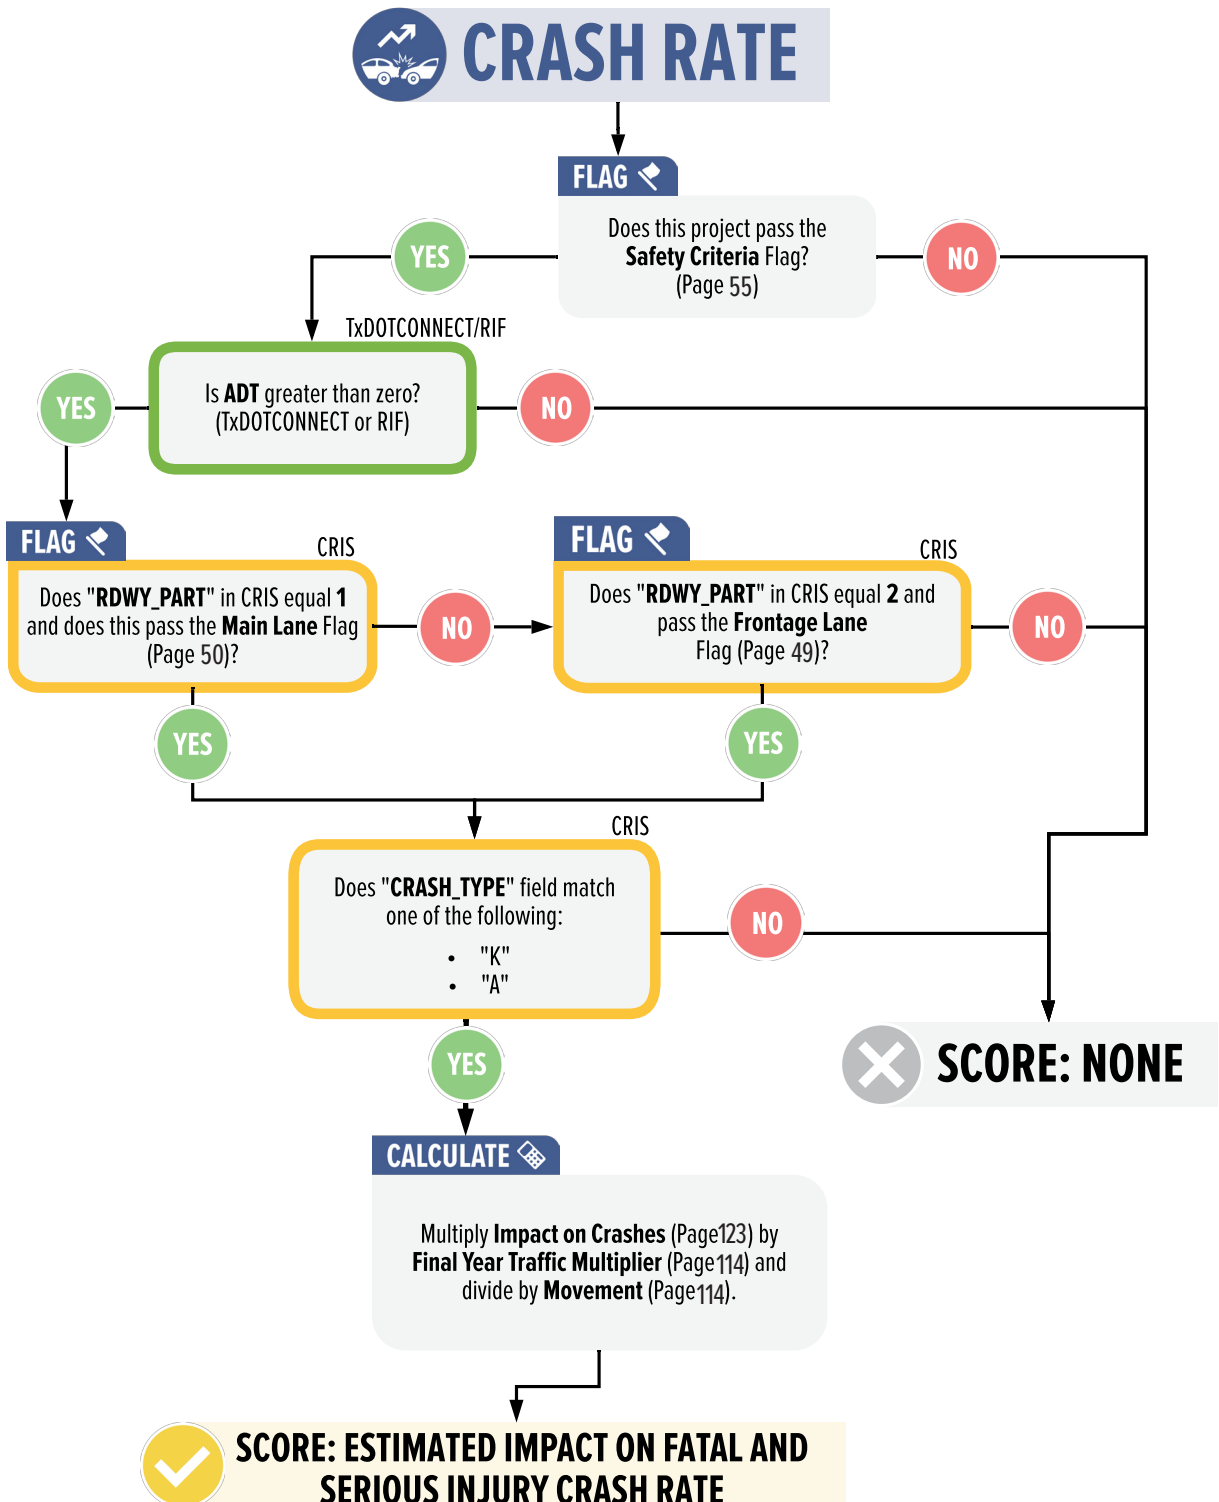 CRASH RATE
FLAG
Does this project pass the
Safety Criteria Flag?
(Page 55)
YES
NO
TxDOTCONNECT/RIF
Is ADT greater than zero?
(TxDOTCONNECT or RIF)
YES
NO
FLAG
CRIS
Does "RDWY_PART" in CRIS equal 1
and does this pass the Main Lane Flag
(Page 50)?
NO
FLAG
CRIS
Does "RDWY_PART" in CRIS equal 2 and
pass the Frontage Lane
Flag (Page 49)?
NO
YES
YES
CRIS
Does "CRASH_TYPE" field match
one of the following:
• "K"
• "A"
NO
YES
SCORE: NONE
CALCULATE
Multiply Impact on Crashes (Page123) by
Final Year Traffic Multiplier (Page114) and
divide by Movement (Page114).
SCORE: ESTIMATED IMPACT ON FATAL AND
SERIOUS INJURY CRASH RATE